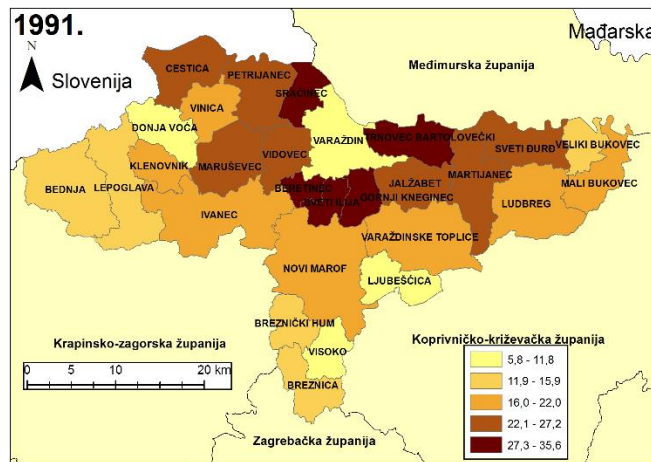 1991.
Mađarska
N
Slovenija
Međimurska županija
CESTICA
PETRIJANEC
SRAČINEC
VINICA
DONJA VOĆA
VARAŽDIN
TRNOVEC BARTOLOVEČKI
SVETI ĐURĐ
VELIKI BUKOVEC
KLENOVNIK
MARUŠEVEC
VIDOVEC
BEDNJA
LEPOGLAVA
BERETINEC
SVETI ILIJA
JALŽABET
GORNJI KNEGINEC
MARTIJANEC
MALI BUKOVEC
LUDBREG
IVANEC
VARAŽDINSKE TOPLICE
NOVI MAROF
LJUBEŠĆICA
BREZNIČKI HUM
VISOKO
BREZNICA
Krapinsko-zagorska županija
Koprivničko-križevačka županija
0 5 10 20
km
Zagrebačka županija
5,8 - 11,8
11,9 - 15,9
16,0 - 22,0
22,1 - 27,2
27,3 - 35,6